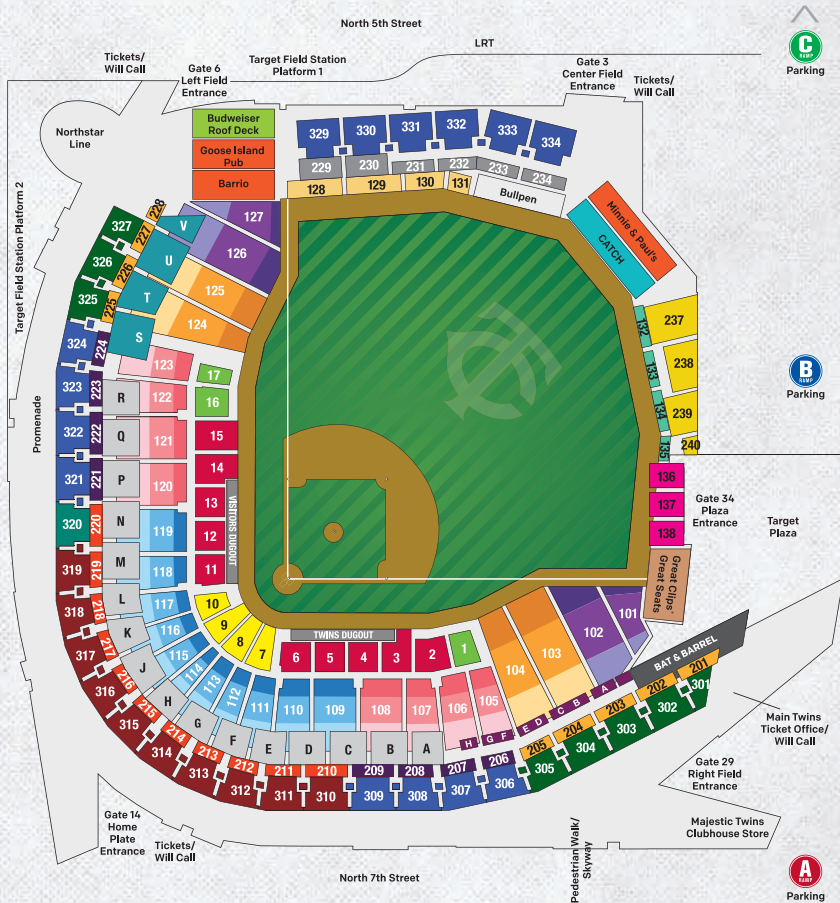 North 5th Street
C
RAMP
Parking
LRT
Tickets/
Will Call
Gate 6
Left Field
Entrance
Target Field Station
Platform 1
Gate 3
Center Field
Entrance
Tickets/
Will Call
Northstar
Line
Budweiser
Roof Deck
Goose Island
Pub
Barrio
329
330
331
332
333
334
229
230
231
232
233
234
128
129
130
131
Bullpen
Minnie & Paul's
CATCH
Target Field Station Platform 2
Promenade
327
326
325
324
323
322
321
320
319
318
317
316
315
314
313
312
311
310
309
308
307
306
305
304
303
302
301
228
227
226
225
224
223
222
221
220
219
218
217
216
215
214
213
212
211
210
209
208
207
206
205
204
203
202
201
V
U
T
S
R
Q
P
N
M
L
K
J
H
G
F
E
D
C
B
A
127
126
125
124
123
122
121
120
119
118
117
116
115
114
113
112
111
110
109
108
107
106
105
104
103
102
101
17
16
15
14
13
12
11
10
9
8
7
6
5
4
3
2
1
VISITORS DUGOUT
TWINS DUGOUT
H
G
F
E
D
C
B
A
132
133
134
135
237
238
239
240
136
137
138
Great Clips'
Great Seats
BAT & BARREL
B
RAMP
Parking
Gate 34
Plaza
Entrance
Target
Plaza
Main Twins
Ticket Office/
Will Call
Gate 29
Right Field
Entrance
Majestic Twins
Clubhouse Store
Gate 14
Home
Plate
Entrance
Tickets/
Will Call
North 7th Street
Pedestrian Walk/
Skyway
A
RAMP
Parking